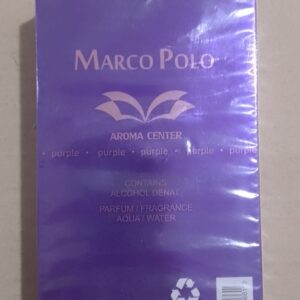 MARCO POLO
AROMA CENTER
• purple • purple • purple • purple • purple
CONTAINS
ALCOHOL DENAT
PARFUM / FRAGRANCE
AQUA / WATER